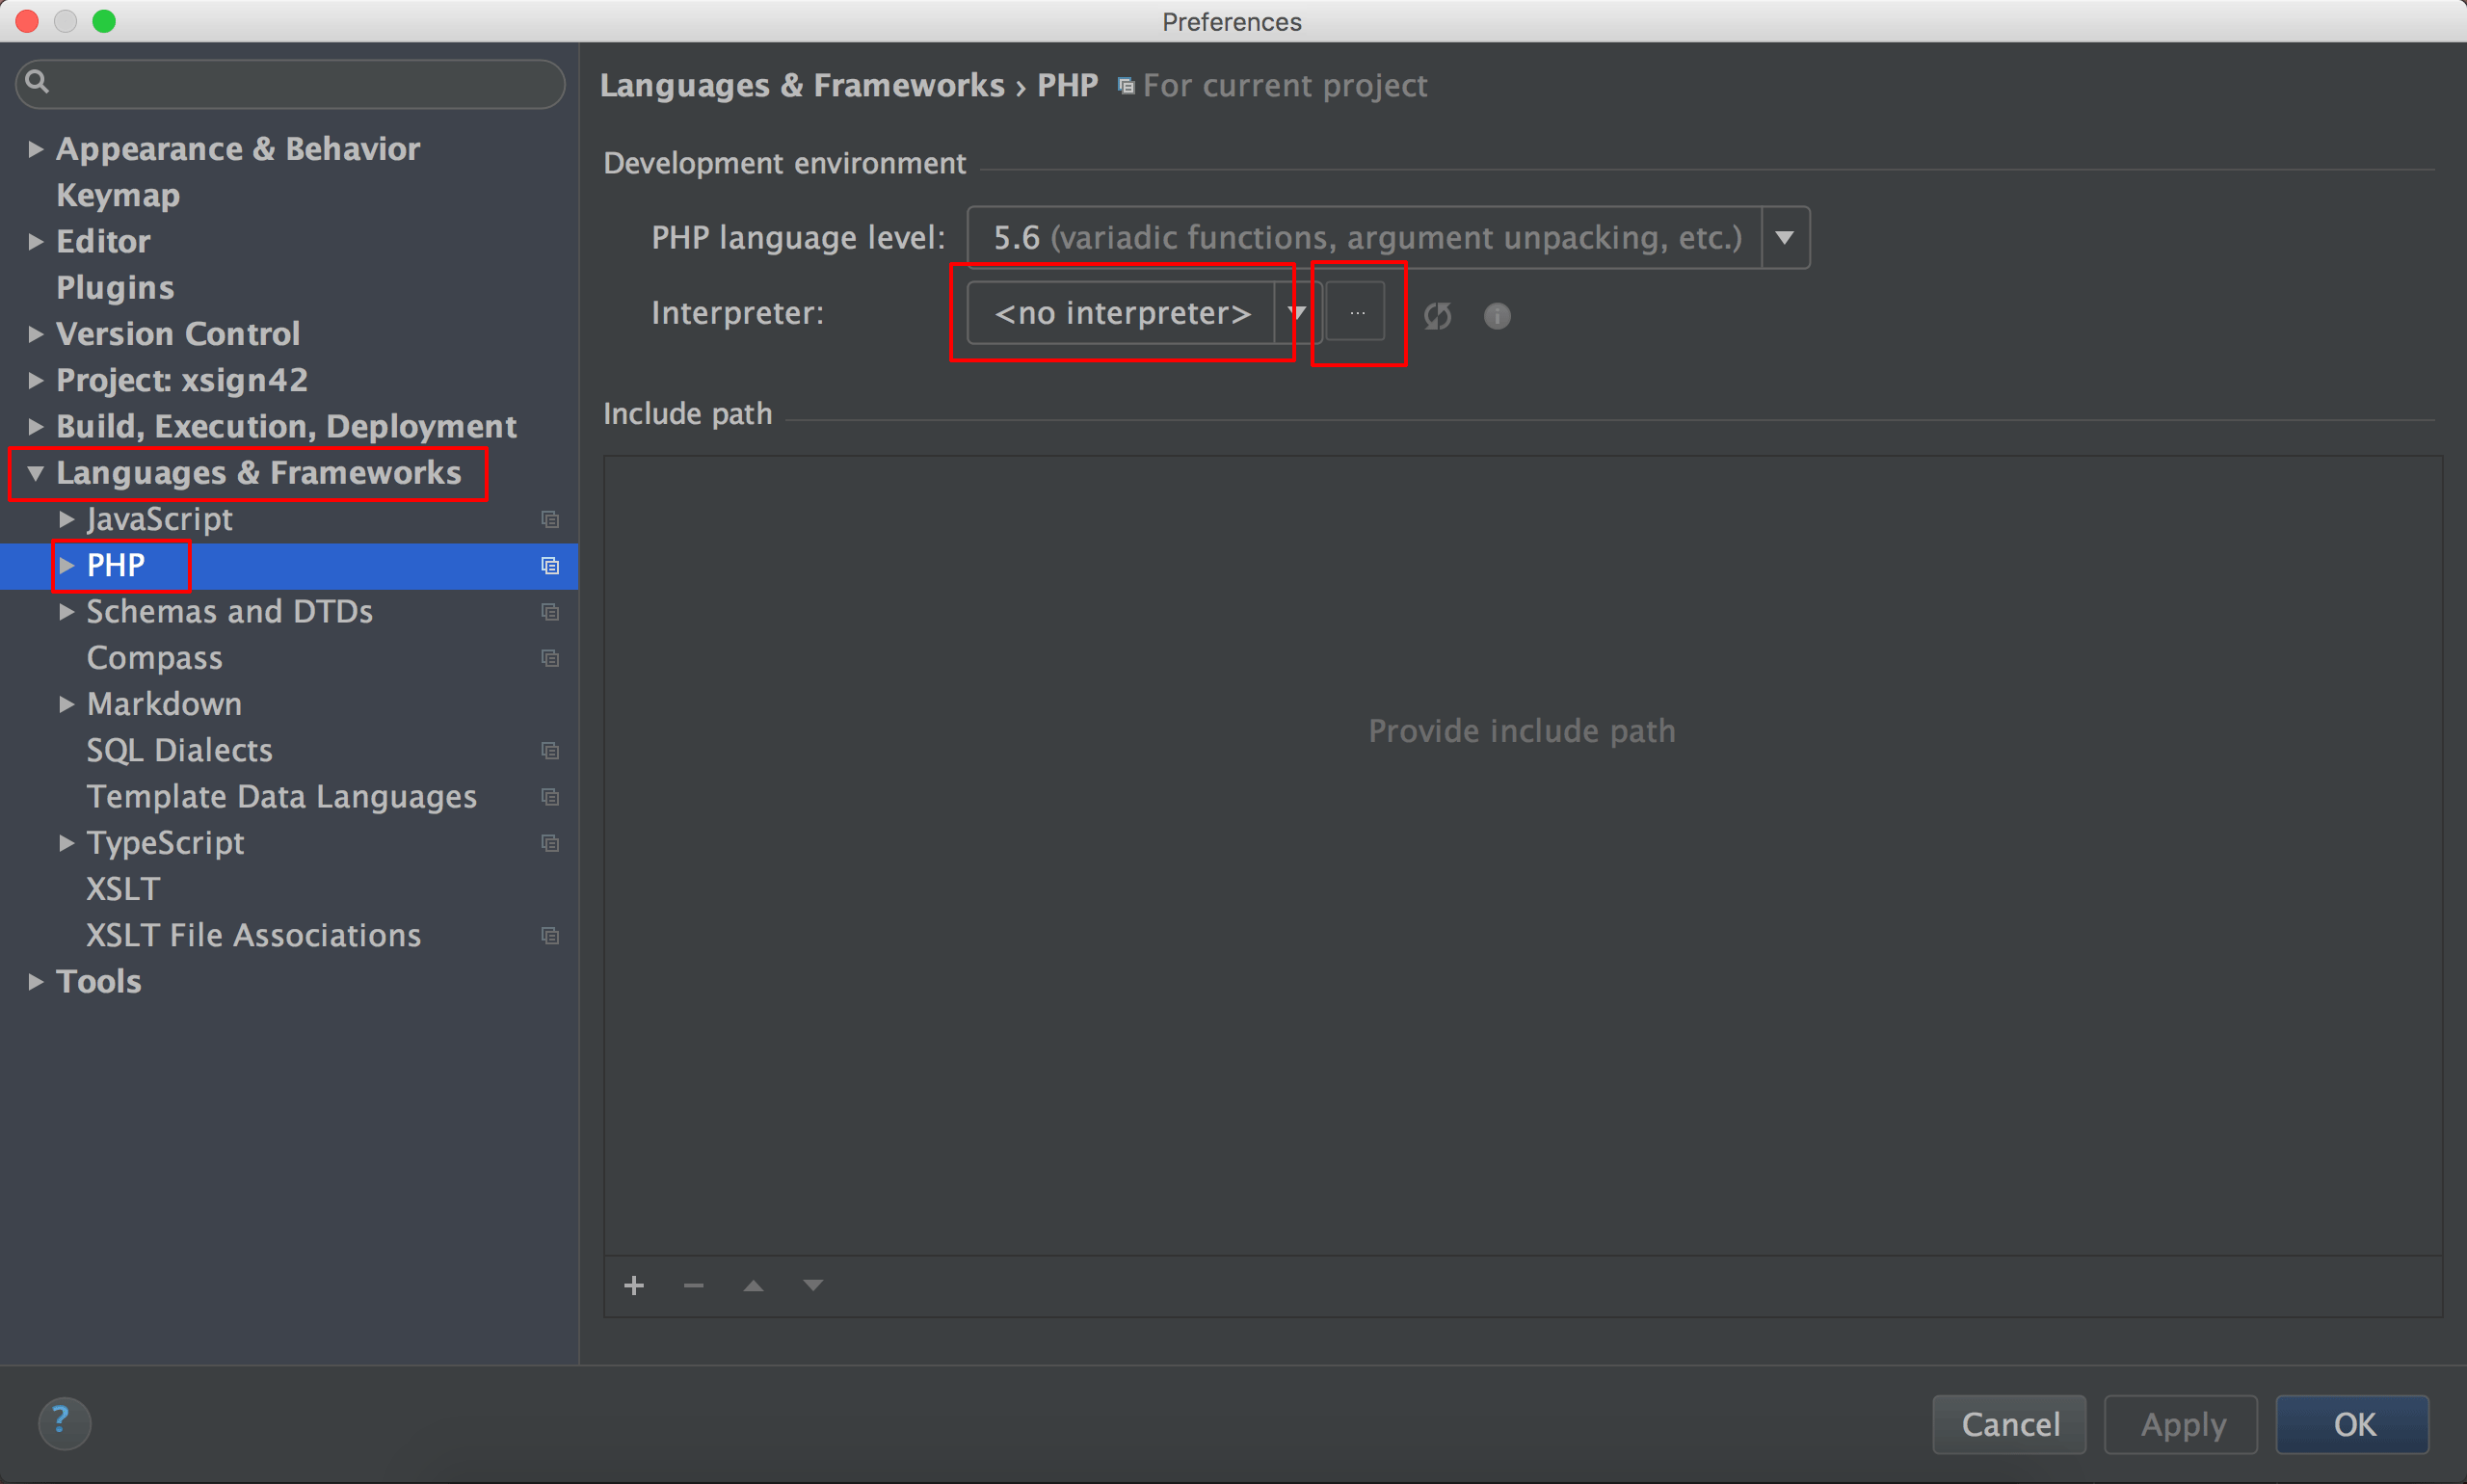 Preferences
Appearance & Behavior
Keymap
Editor
Plugins
Version Control
Project: xsign42
Build, Execution, Deployment
Languages & Frameworks
JavaScript
PHP
Schemas and DTDs
Compass
Markdown
SQL Dialects
Template Data Languages
TypeScript
XSLT
XSLT File Associations
Tools
Languages & Frameworks › PHP For current project
Development environment
PHP language level: 5.6 (variadic functions, argument unpacking, etc.)
Interpreter: <no interpreter> ...
Include path
Provide include path
? Cancel Apply OK